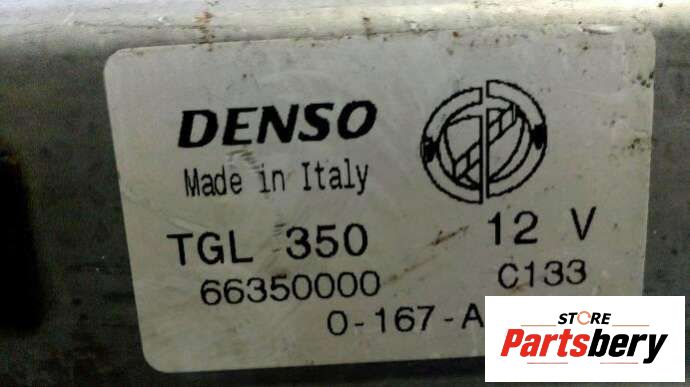 DENSO
Made in Italy
TGL 350 12 V
66350000 C133
0-167-A
STORE
Partsbery